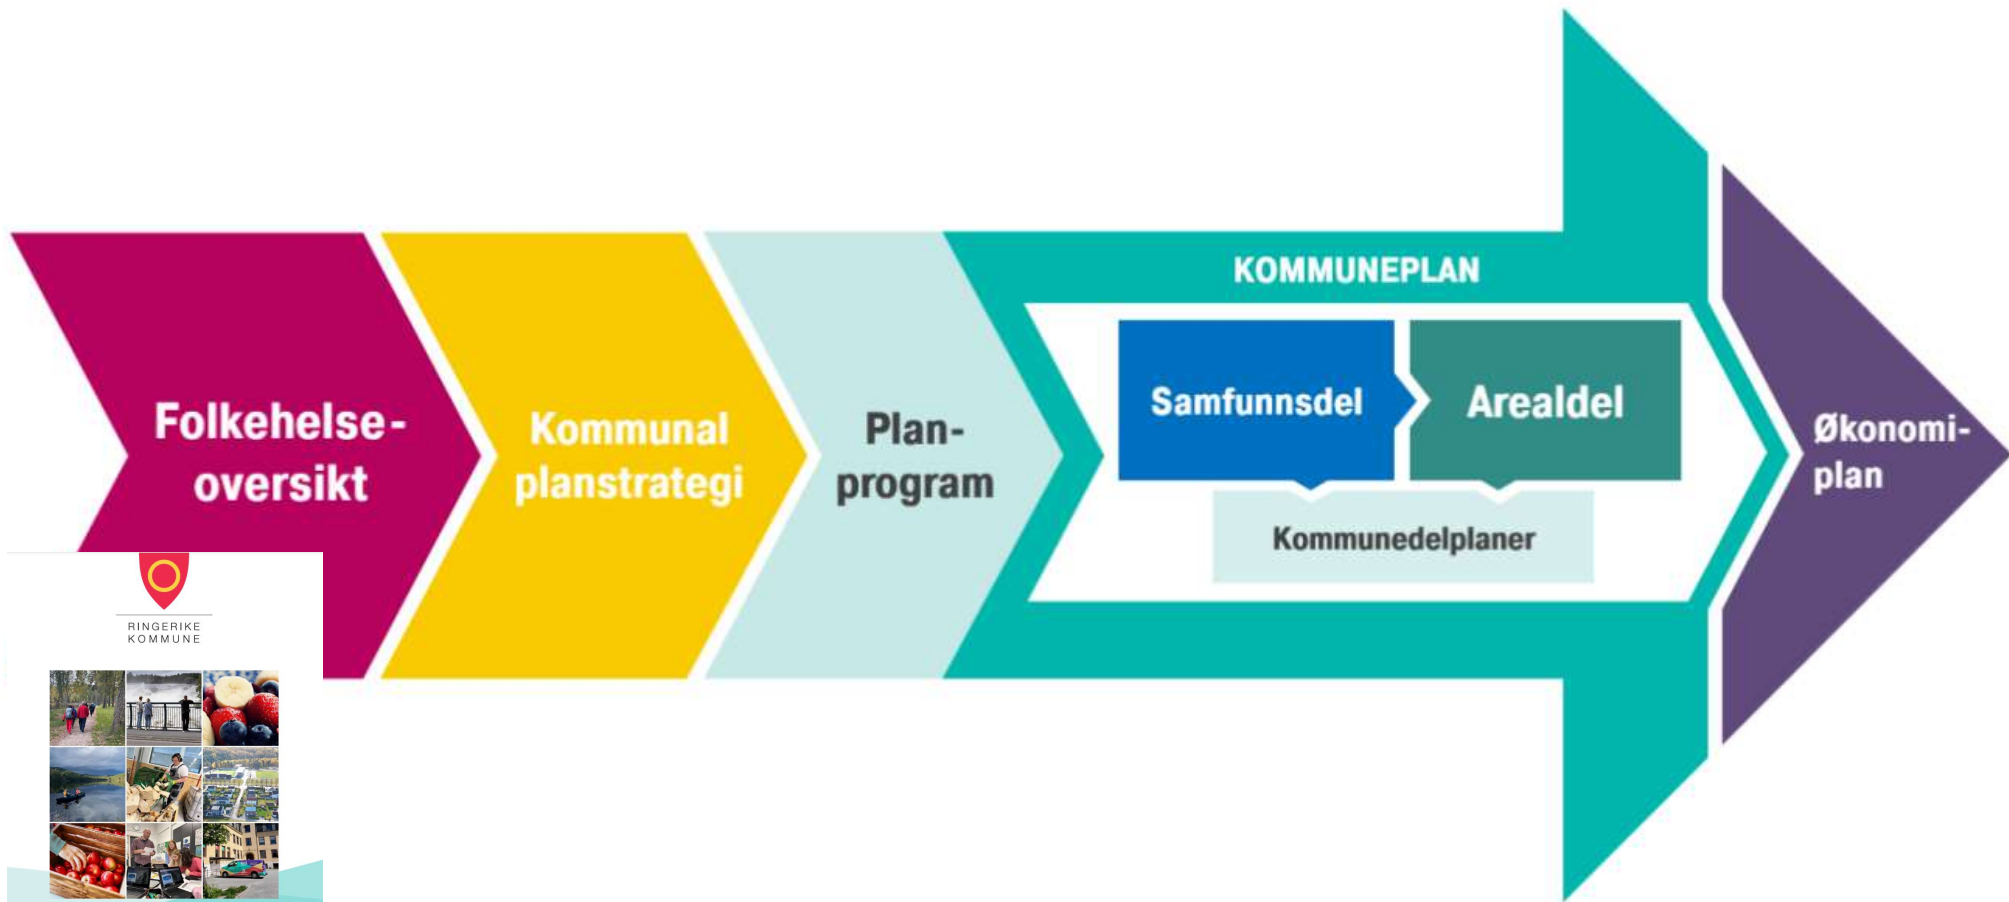 Folkehelse-
oversikt
Kommunal
planstrategi
Plan-
program
KOMMUNEPLAN
Samfunnsdel
Arealdel
Kommunedelplaner
Økonomi-
plan
RINGERIKE
KOMMUNE